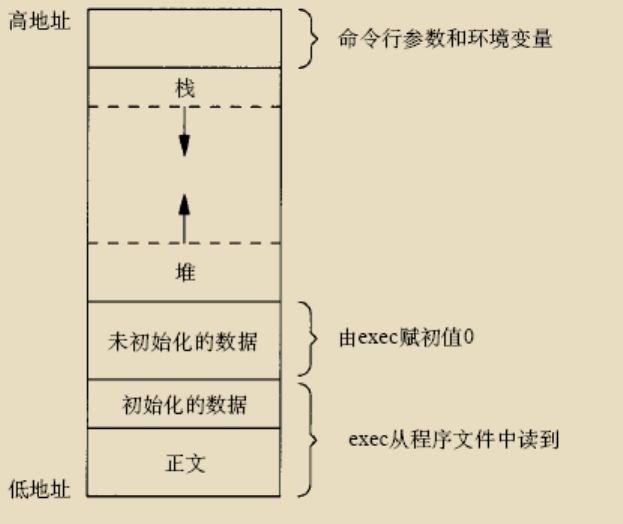 高地址
命令行参数和环境变量
栈
堆
未初始化的数据
由exec赋初值0
初始化的数据
exec从程序文件中读到
正文
低地址